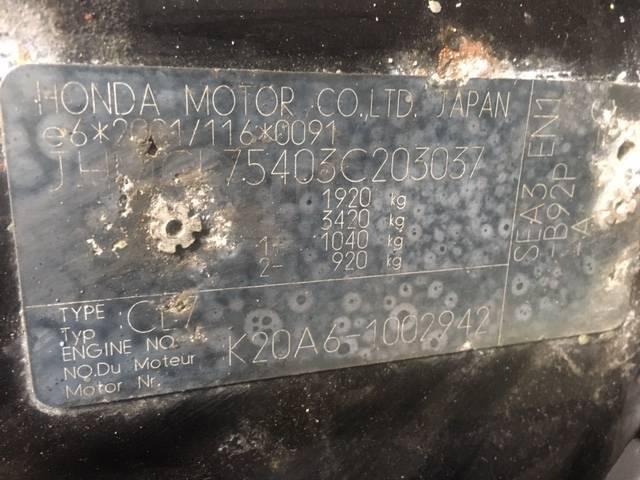 HONDA MOTOR CO.,LTD. JAPAN
e6*2001/116*0091
75403C203037
1920 kg
3420 kg
1- 1040 kg
2- 920 kg
TYPE
Typ : CL7
ENGINE NO.
NO.Du Moteur
Motor Nr.
K20A6-1002942
SEA3 EN1
-B92P
-A